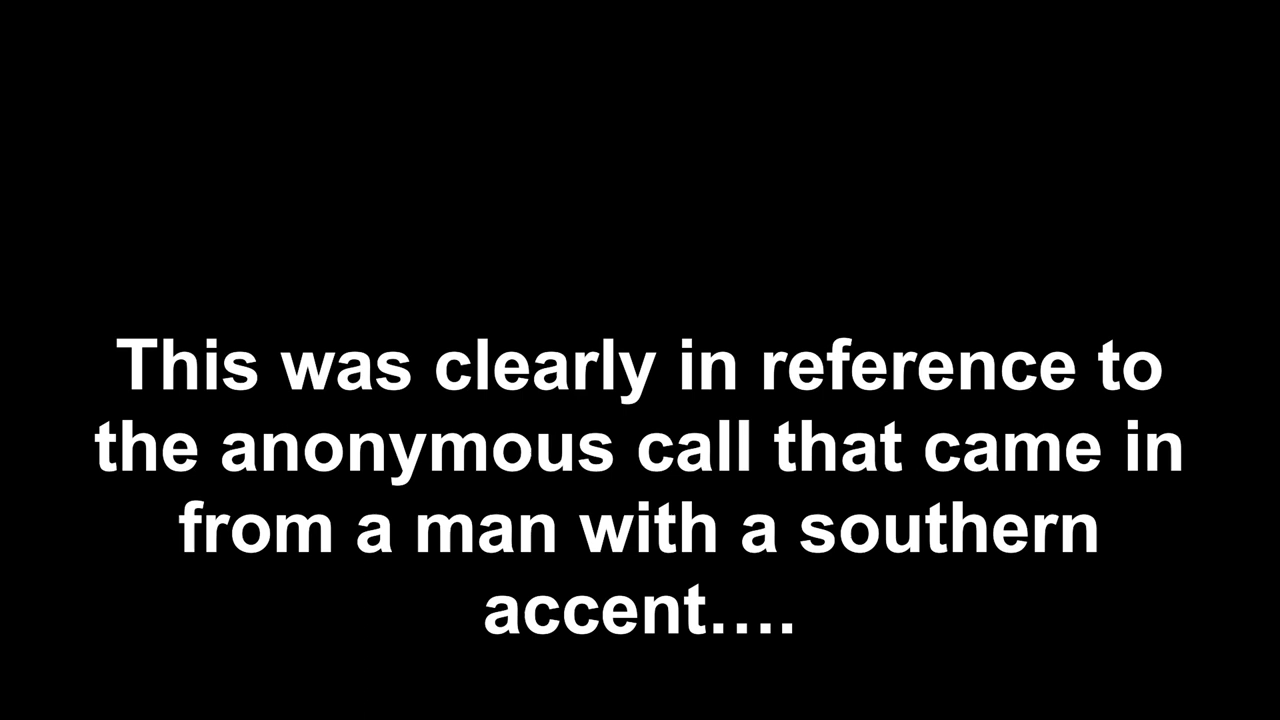 This was clearly in reference to
the anonymous call that came in
from a man with a southern
accent….